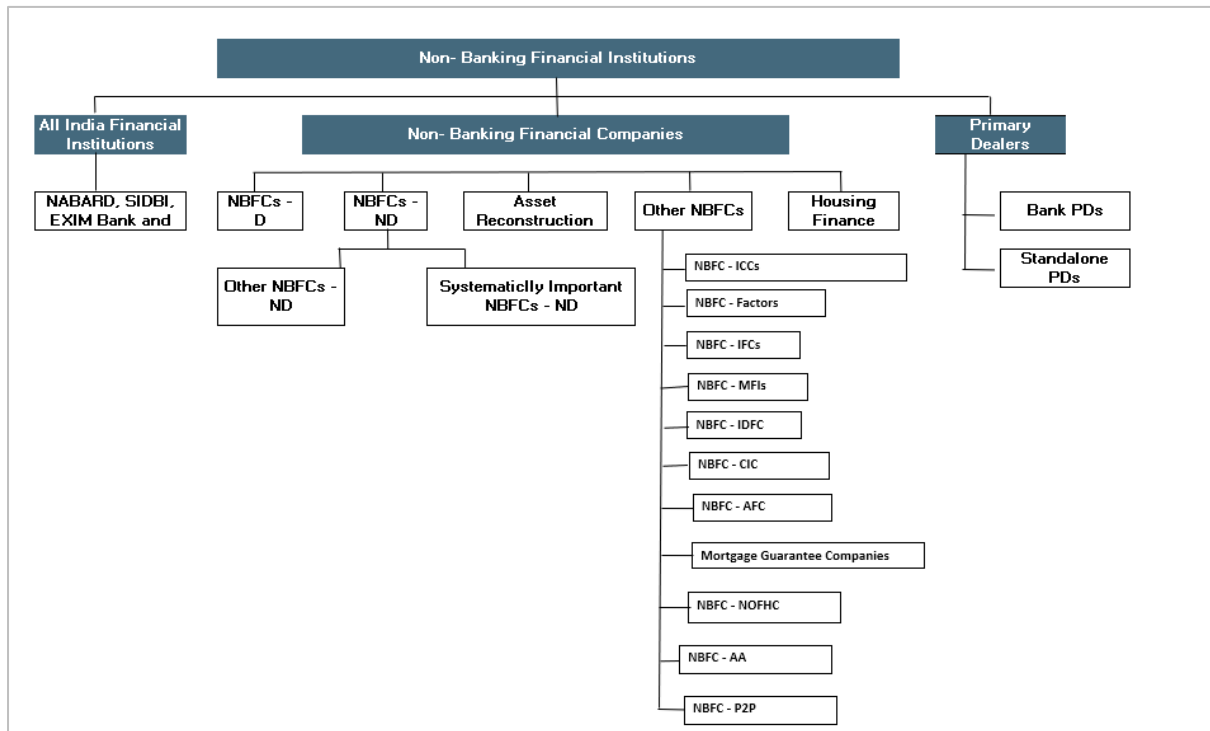 Non- Banking Financial Institutions
All India Financial
Institutions
Non- Banking Financial Companies
Primary
Dealers
NABARD, SIDBI,
EXIM Bank and
NBFCs -
D
NBFCs -
ND
Asset
Reconstruction
Other NBFCs
Housing
Finance
Bank PDs
Standalone
PDs
Other NBFCs -
ND
Systematiclly Important
NBFCs - ND
NBFC - ICCs
NBFC - Factors
NBFC - IFCs
NBFC - MFIs
NBFC - IDFC
NBFC - CIC
NBFC - AFC
Mortgage Guarantee Companies
NBFC - NOFHC
NBFC - AA
NBFC - P2P